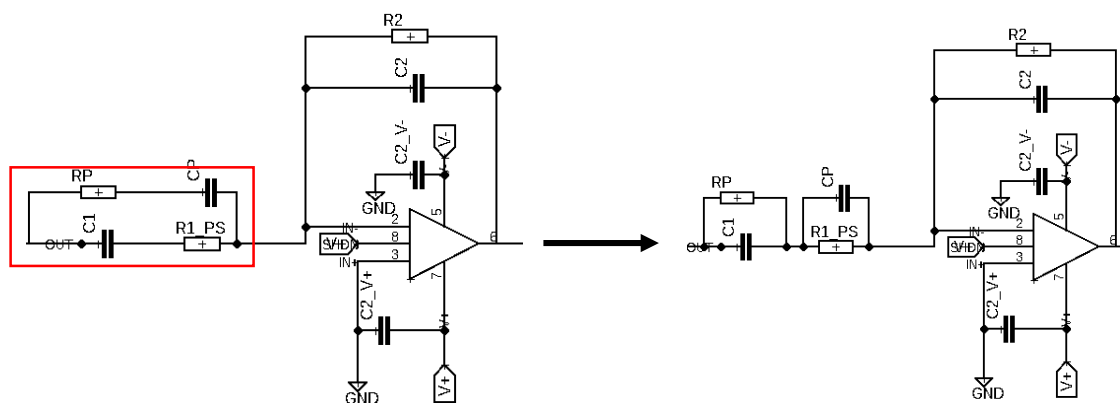 R2
C2
C2_V-
V-
GND
RP
CP
C1
OUT
R1_PS
IN-
2
5
8
6
IN+
3
7
C2_V+
V+
V+
GND
R2
C2
C2_V-
V-
GND
RP
CP
C1
OUT
R1_PS
IN-
2
5
8
6
IN+
3
7
C2_V+
V+
V+
GND